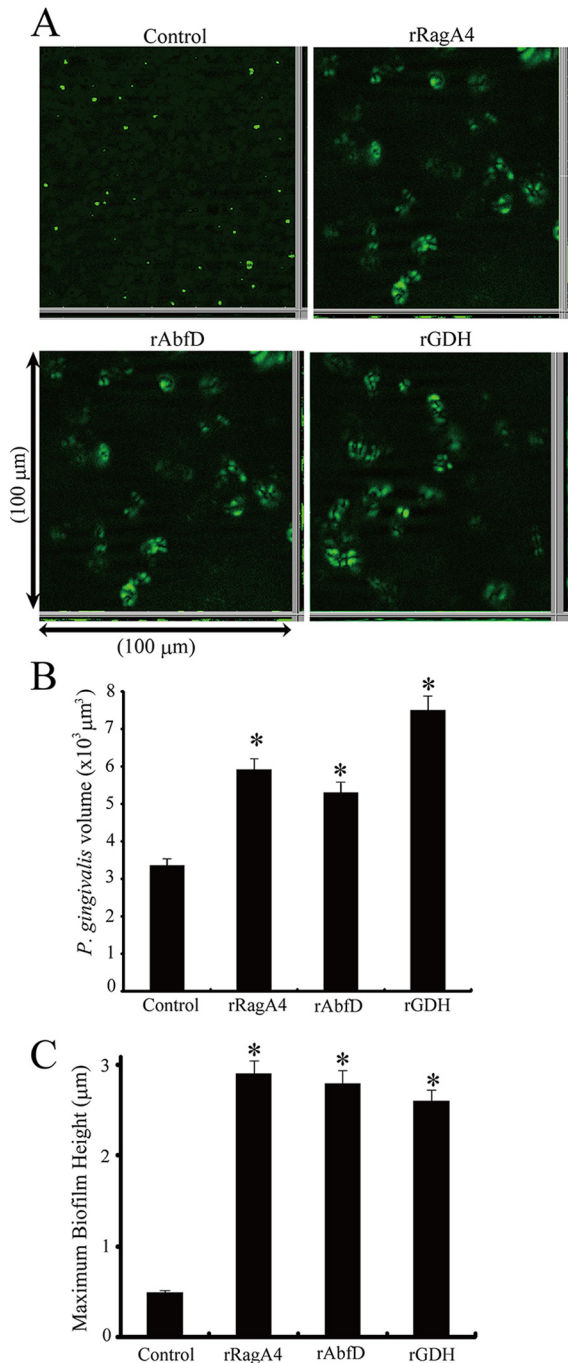 A
Control
rRagA4
rAbfD
rGDH
(100 μm)
(100 μm)
B
P. gingivalis volume (x10³ μm³)
8
7
6
5
4
3
2
1
0
Control
rRagA4
rAbfD
rGDH
*
*
*
C
Maximum Biofilm Height (μm)
3
2
1
0
Control
rRagA4
rAbfD
rGDH
*
*
*